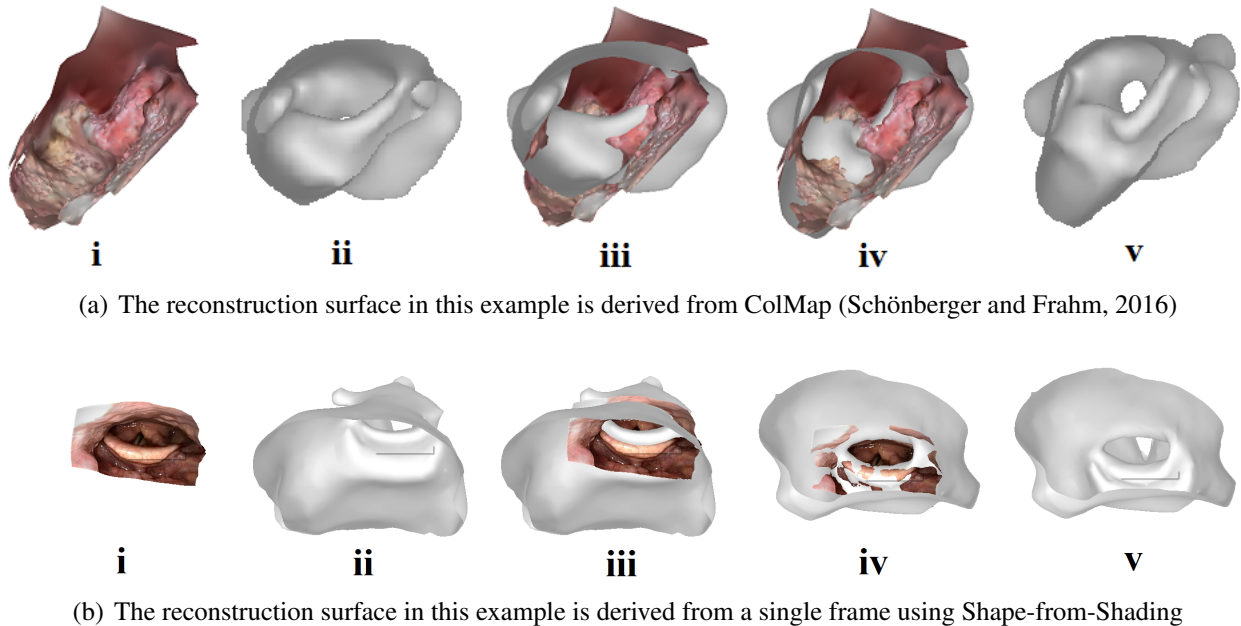 i ii iii iv v
(a) The reconstruction surface in this example is derived from ColMap (Schönberger and Frahm, 2016)
i ii iii iv v
(b) The reconstruction surface in this example is derived from a single frame using Shape-from-Shading